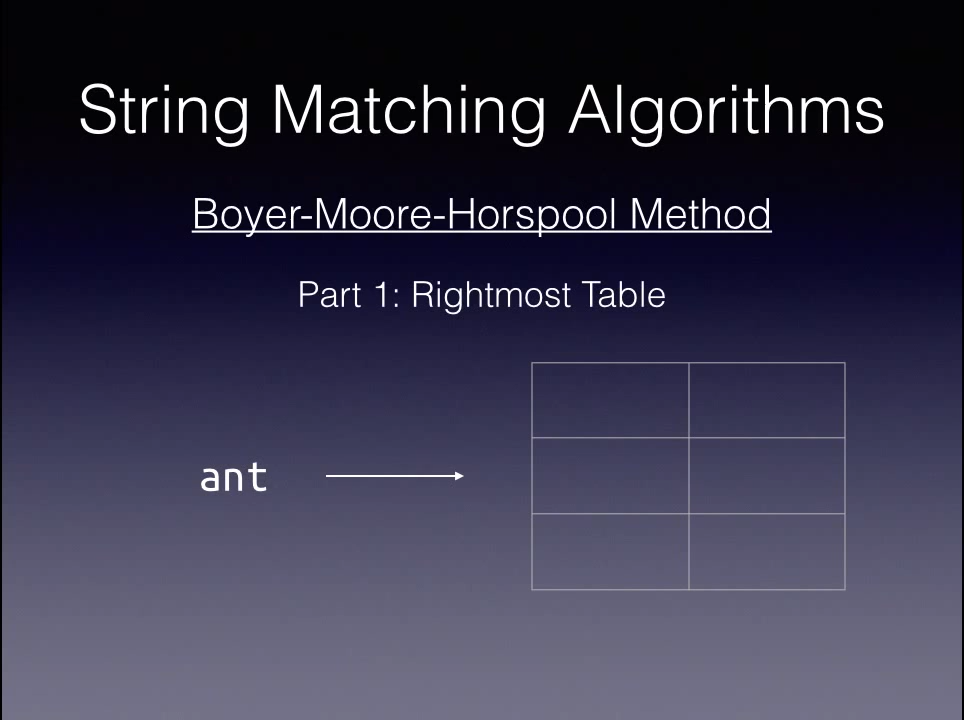 String Matching Algorithms
Boyer-Moore-Horspool Method
Part 1: Rightmost Table
ant